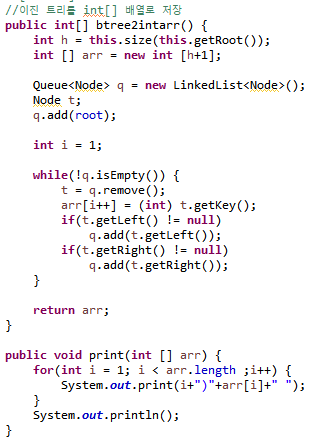 //이진 트리를 int[] 배열로 저장
public int[] btree2intarr() {
    int h = this.size(this.getRoot());
    int [] arr = new int [h+1];

    Queue<Node> q = new LinkedList<Node>();
    Node t;
    q.add(root);

    int i = 1;

    while(!q.isEmpty()) {
        t = q.remove();
        arr[i++] = (int) t.getKey();
        if(t.getLeft() != null)
            q.add(t.getLeft());
        if(t.getRight() != null)
            q.add(t.getRight());
    }

    return arr;
}

public void print(int [] arr) {
    for(int i = 1; i < arr.length ;i++) {
        System.out.print(i+")"+arr[i]+" ");
    }
    System.out.println();
}